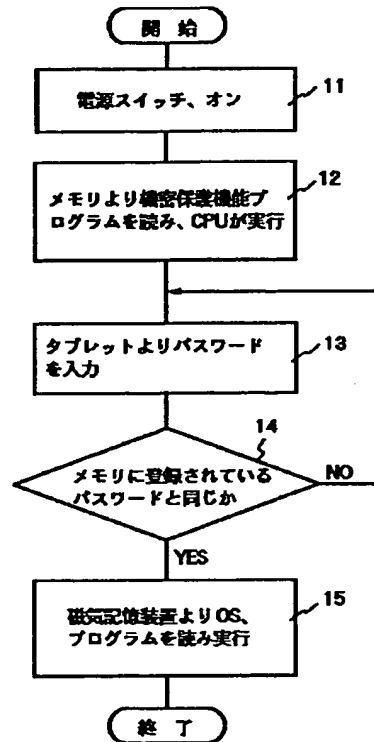 開 始
電源スイッチ、オン
11
メモリより機密保護機能プ
ログラムを読み、CPUが実行
12
タブレットよりパスワード
を入力
13
14
メモリに登録されている
パスワードと同じか
NO
YES
磁気記憶装置よりOS、
プログラムを読み実行
15
終 了